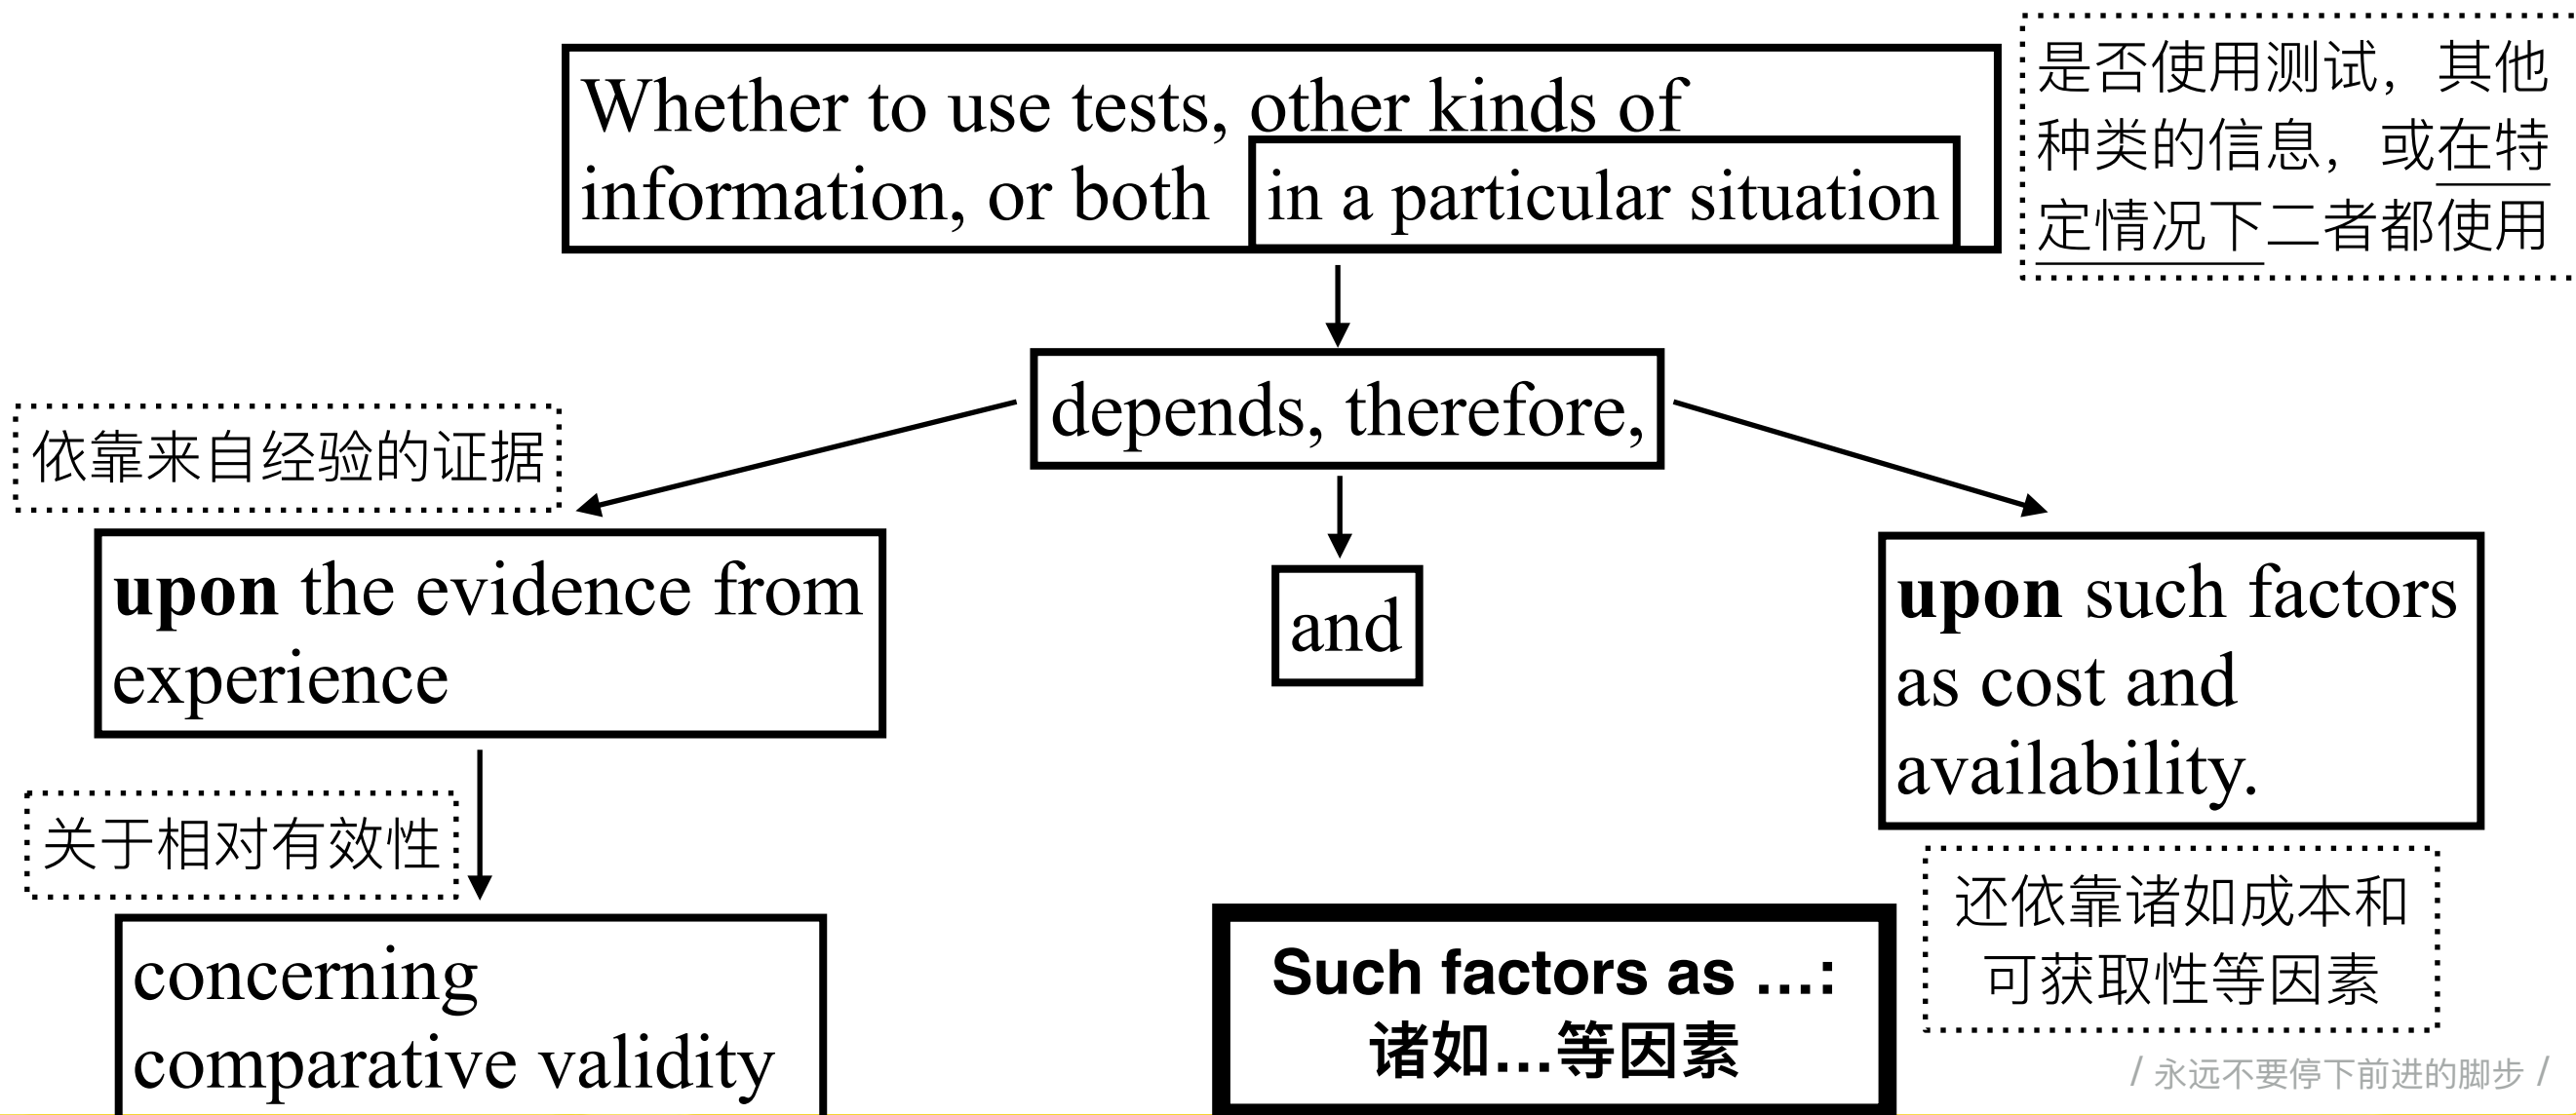 Whether to use tests, other kinds of
information, or both in a particular situation
是否使用测试，其他
种类的信息，或在特
定情况下二者都使用
depends, therefore,
依靠来自经验的证据
upon the evidence from
experience
and
upon such factors
as cost and
availability.
关于相对有效性
concerning
comparative validity
Such factors as ...:
诸如...等因素
还依靠诸如成本和
可获取性等因素
/ 永远不要停下前进的脚步 /